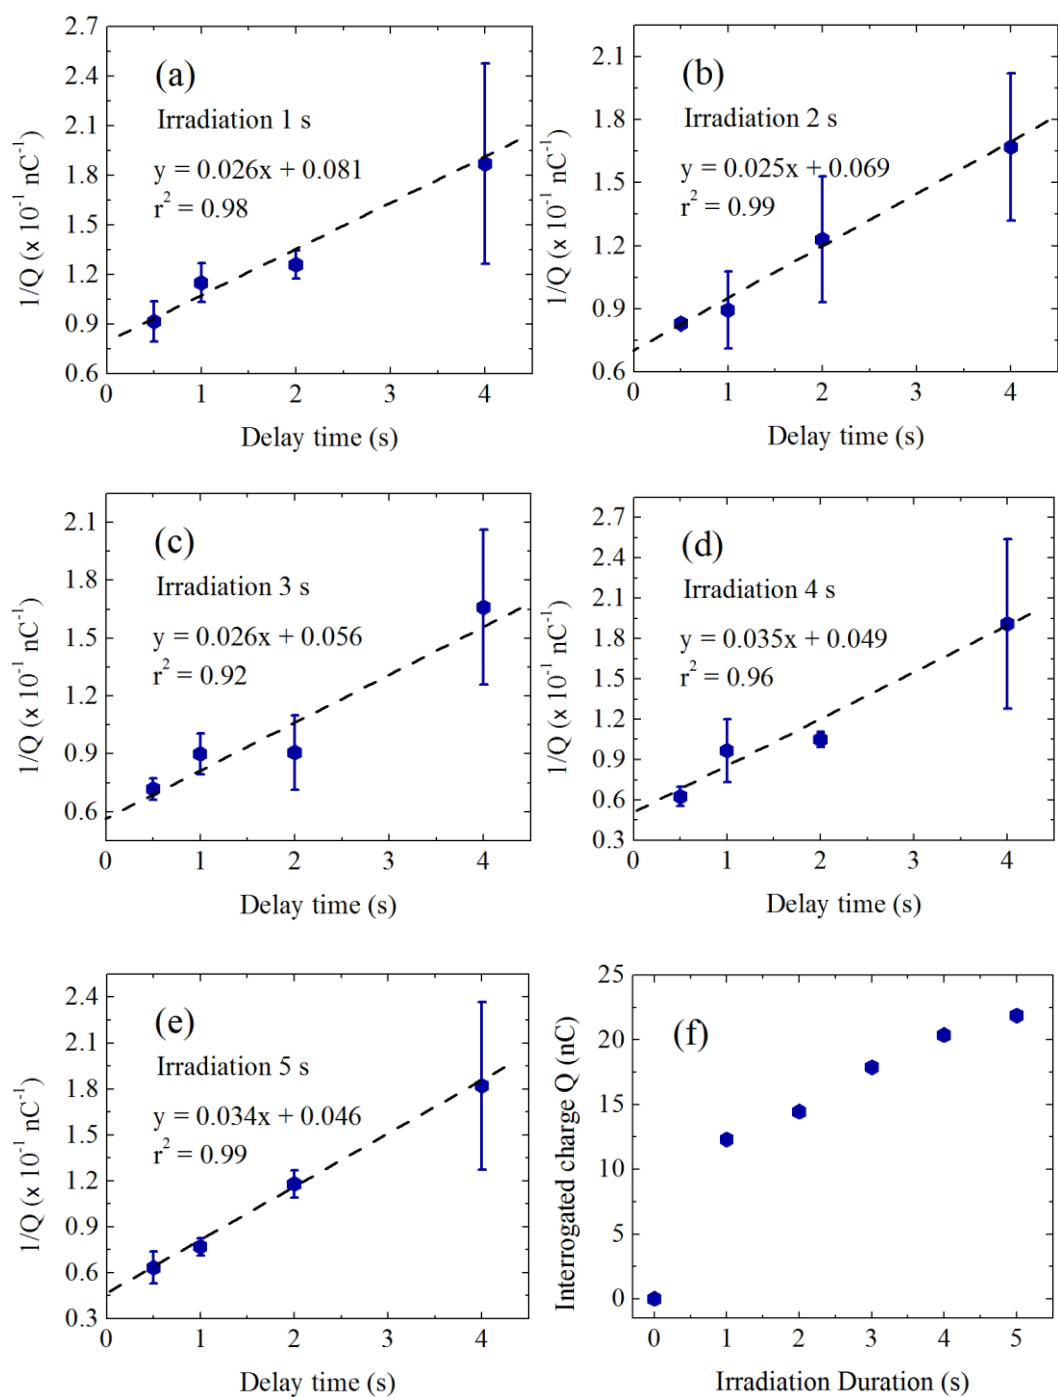 2.7
2.4
2.1
1.8
1.5
1.2
0.9
0.6
1/Q (x 10⁻¹ nC⁻¹)
(a)
Irradiation 1 s
y = 0.026x + 0.081
r² = 0.98
0 1 2 3 4
Delay time (s)
2.1
1.8
1.5
1.2
0.9
0.6
1/Q (x 10⁻¹ nC⁻¹)
(b)
Irradiation 2 s
y = 0.025x + 0.069
r² = 0.99
0 1 2 3 4
Delay time (s)
2.1
1.8
1.5
1.2
0.9
0.6
1/Q (x 10⁻¹ nC⁻¹)
(c)
Irradiation 3 s
y = 0.026x + 0.056
r² = 0.92
0 1 2 3 4
Delay time (s)
2.7
2.4
2.1
1.8
1.5
1.2
0.9
0.6
0.3
1/Q (x 10⁻¹ nC⁻¹)
(d)
Irradiation 4 s
y = 0.035x + 0.049
r² = 0.96
0 1 2 3 4
Delay time (s)
2.4
2.1
1.8
1.5
1.2
0.9
0.6
0.3
1/Q (x 10⁻¹ nC⁻¹)
(e)
Irradiation 5 s
y = 0.034x + 0.046
r² = 0.99
0 1 2 3 4
Delay time (s)
25
20
15
10
5
0
Interrogated charge Q (nC)
(f)
0 1 2 3 4 5
Irradiation Duration (s)